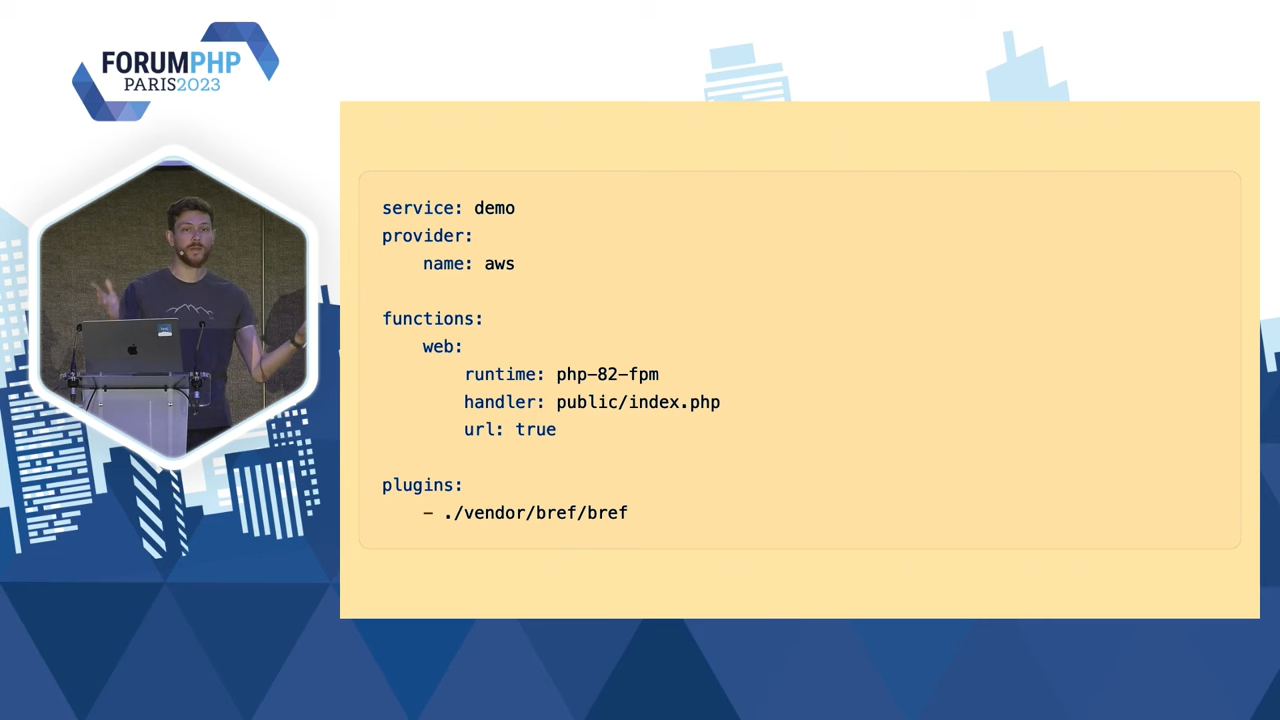 FORUMPHP
PARIS2023
service: demo
provider:
    name: aws

functions:
    web:
        runtime: php-82-fpm
        handler: public/index.php
        url: true

plugins:
    - ./vendor/bref/bref